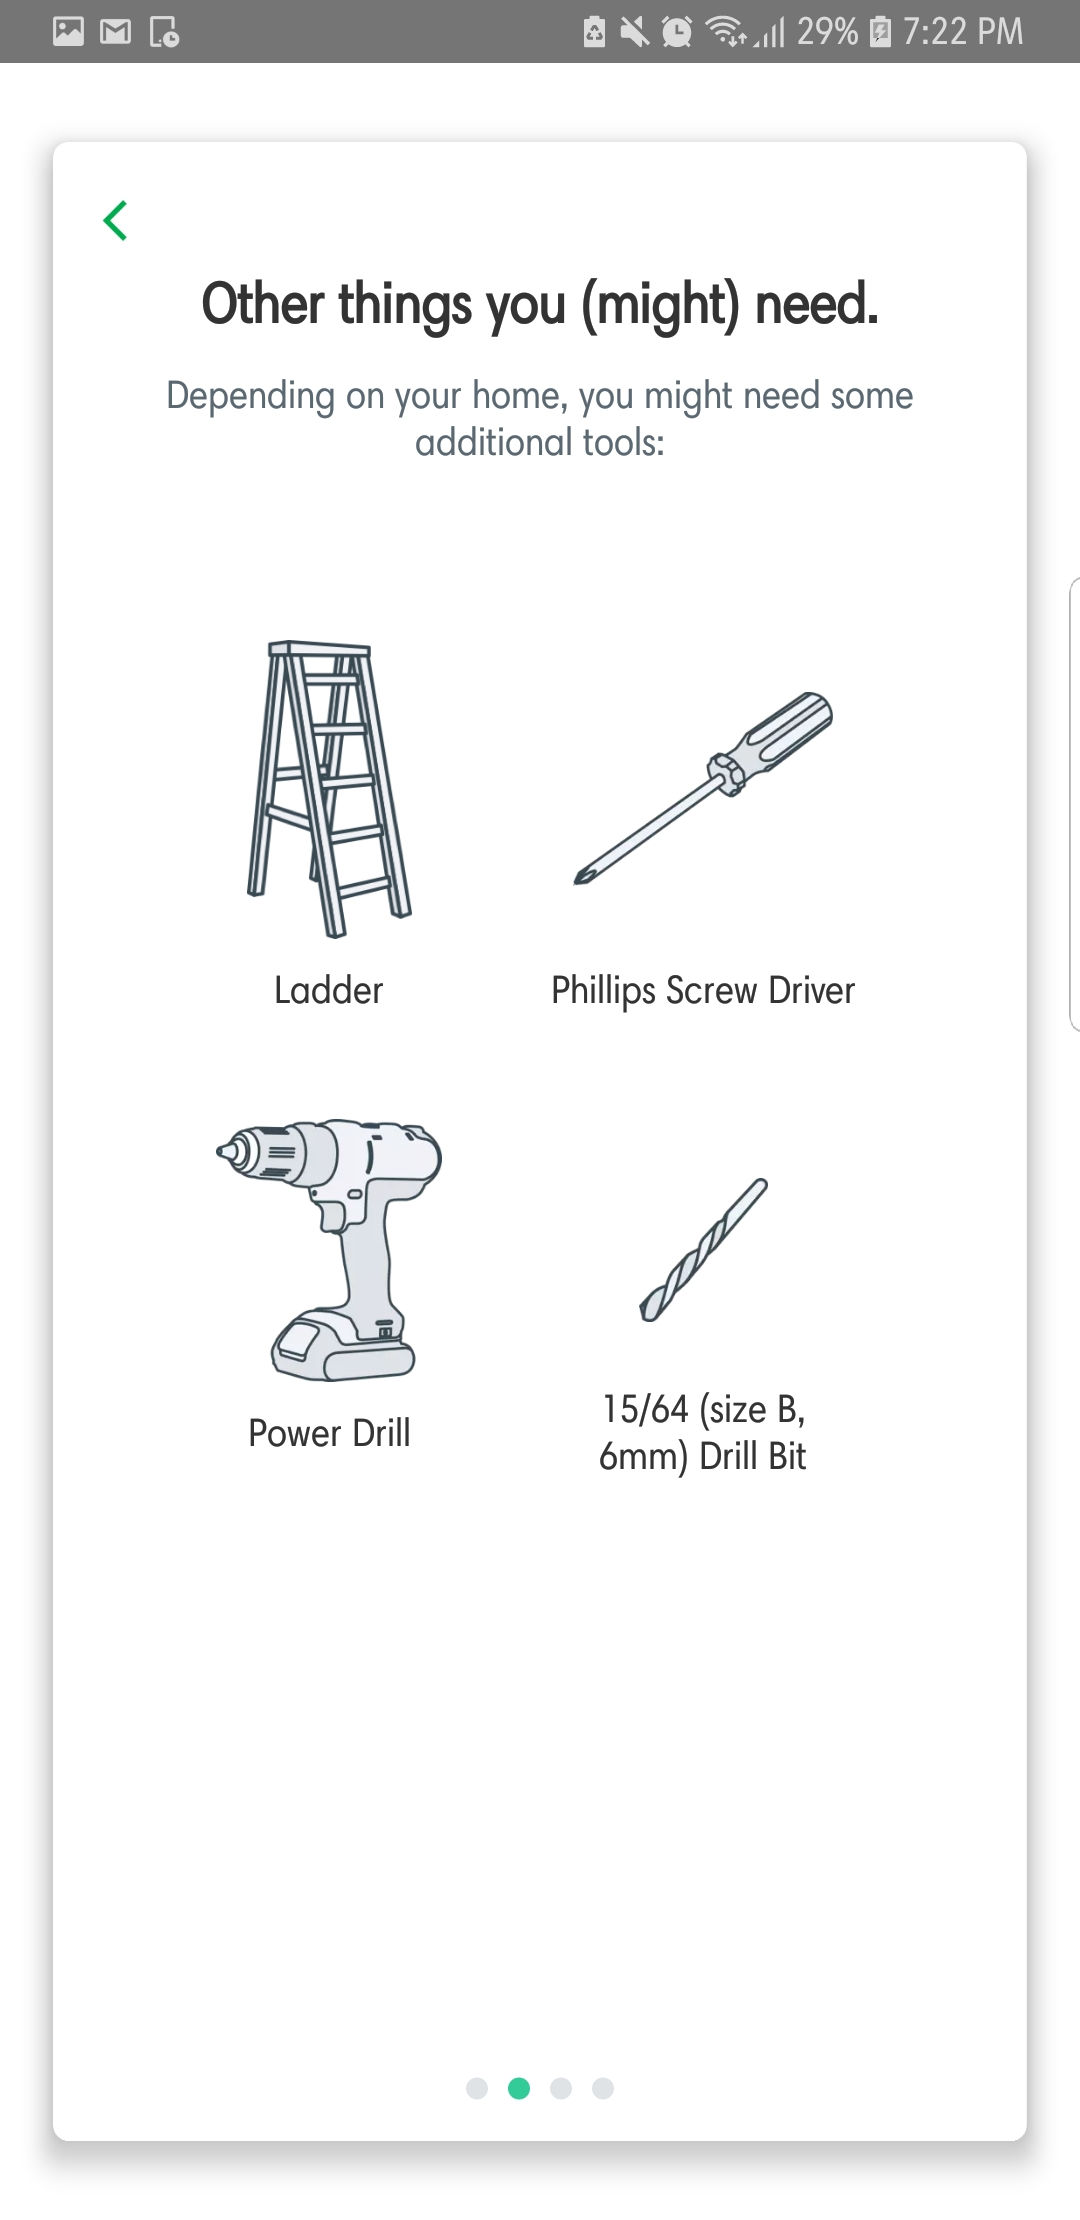 29% 7:22 PM
Other things you (might) need.
Depending on your home, you might need some
additional tools:
Ladder
Phillips Screw Driver
Power Drill
15/64 (size B,
6mm) Drill Bit